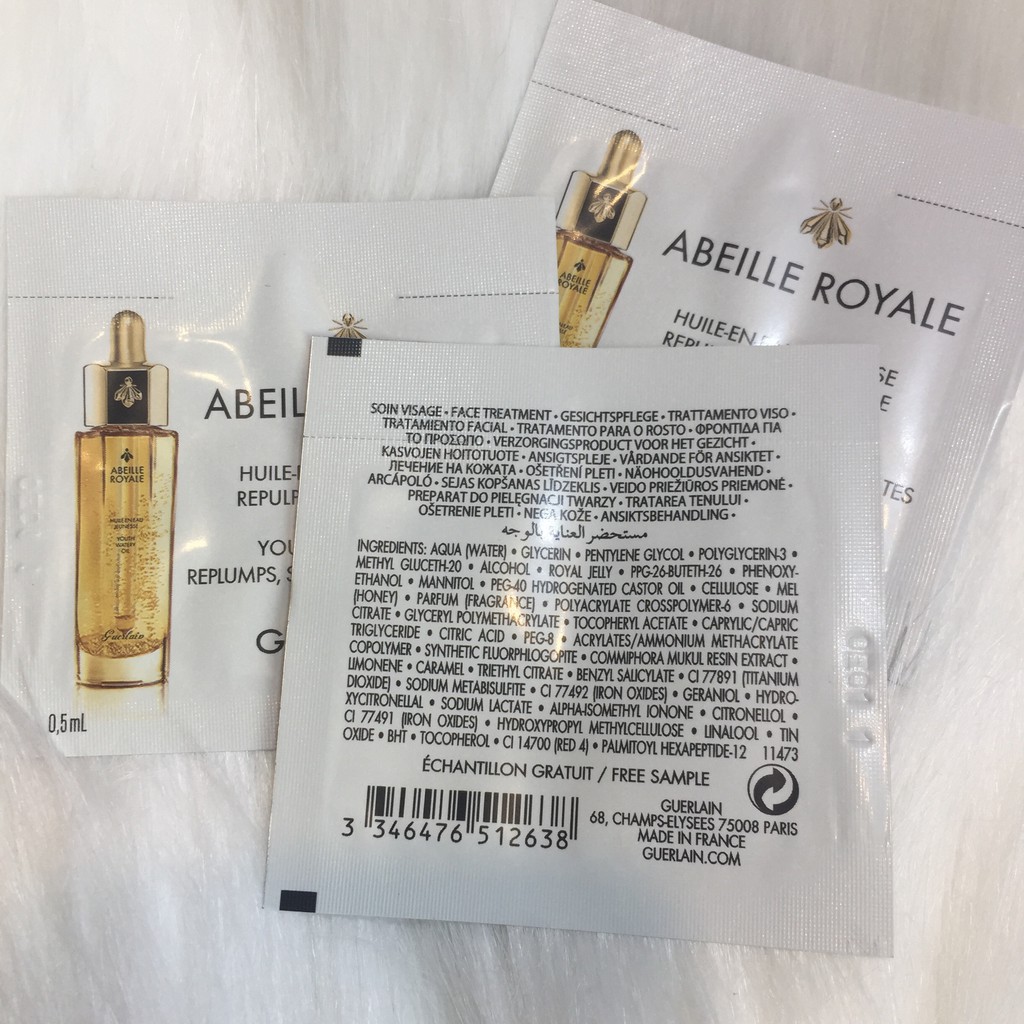 ABEILLE ROYALE
HUILE-EN
REPU
SE
E
TES
ABEILLE
ROYALE
ABEIL
HUILE-
REPULP
YOU
REPLUMPS, S
G
ABEILLE
ROYALE
HUILE-EN-EAU
JEUNESSE
YOUTH
WATERY
OIL
Guerlain
0,5 mL
SOIN VISAGE • FACE TREATMENT • GESICHTSPFLEGE • TRATTAMENTO VISO •
TRATAMIENTO FACIAL • TRATAMENTO PARA O ROSTO • ΦΡΟΝΤΙΔΑ ΓΙΑ
ΤΟ ΠΡΟΣΩΠΟ • VERZORGINGSPRODUCT VOOR HET GEZICHT •
KASVOJEN HOITOTUOTE • ANSIGTSPLEJE • VÅRDANDE FÖR ANSIKTET •
ЛЕЧЕНИЕ НА КОЖАТА • OŠETŘENÍ PLETI • NÄOHOOLDUSVAHEND •
ARCÁPOLÓ • SEJAS KOPŠANAS LĪDZEKLIS • VEIDO PRIEŽIŪROS PRIEMONĖ •
PREPARAT DO PIELĘGNACJI TWARZY • TRATAREA TENULUI •
OŠETRENIE PLETI • NEGA KOŽE • ANSIKTSBEHANDLING •
مستحضر العناية بالوجه
INGREDIENTS: AQUA (WATER) • GLYCERIN • PENTYLENE GLYCOL • POLYGLYCERIN-3 •
METHYL GLUCETH-20 • ALCOHOL • ROYAL JELLY • PPG-26-BUTETH-26 • PHENOXY-
ETHANOL • MANNITOL • PEG-40 HYDROGENATED CASTOR OIL • CELLULOSE • MEL
(HONEY) • PARFUM (FRAGRANCE) • POLYACRYLATE CROSSPOLYMER-6 • SODIUM
CITRATE • GLYCERYL POLYMETHACRYLATE • TOCOPHERYL ACETATE • CAPRYLIC/CAPRIC
TRIGLYCERIDE • CITRIC ACID • PEG-8 • ACRYLATES/AMMONIUM METHACRYLATE
COPOLYMER • SYNTHETIC FLUORPHLOGOPITE • COMMIPHORA MUKUL RESIN EXTRACT •
LIMONENE • CARAMEL • TRIETHYL CITRATE • BENZYL SALICYLATE • CI 77891 (TITANIUM
DIOXIDE) • SODIUM METABISULFITE • CI 77492 (IRON OXIDES) • GERANIOL • HYDRO-
XYCITRONELLAL • SODIUM LACTATE • ALPHA-ISOMETHYL IONONE • CITRONELLOL •
CI 77491 (IRON OXIDES) • HYDROXYPROPYL METHYLCELLULOSE • LINALOOL • TIN
OXIDE • BHT • TOCOPHEROL • CI 14700 (RED 4) • PALMITOYL HEXAPEPTIDE-12 11473
ÉCHANTILLON GRATUIT / FREE SAMPLE
GUERLAIN
68, CHAMPS-ELYSEES 75008 PARIS
MADE IN FRANCE
GUERLAIN.COM
3 346476 512638